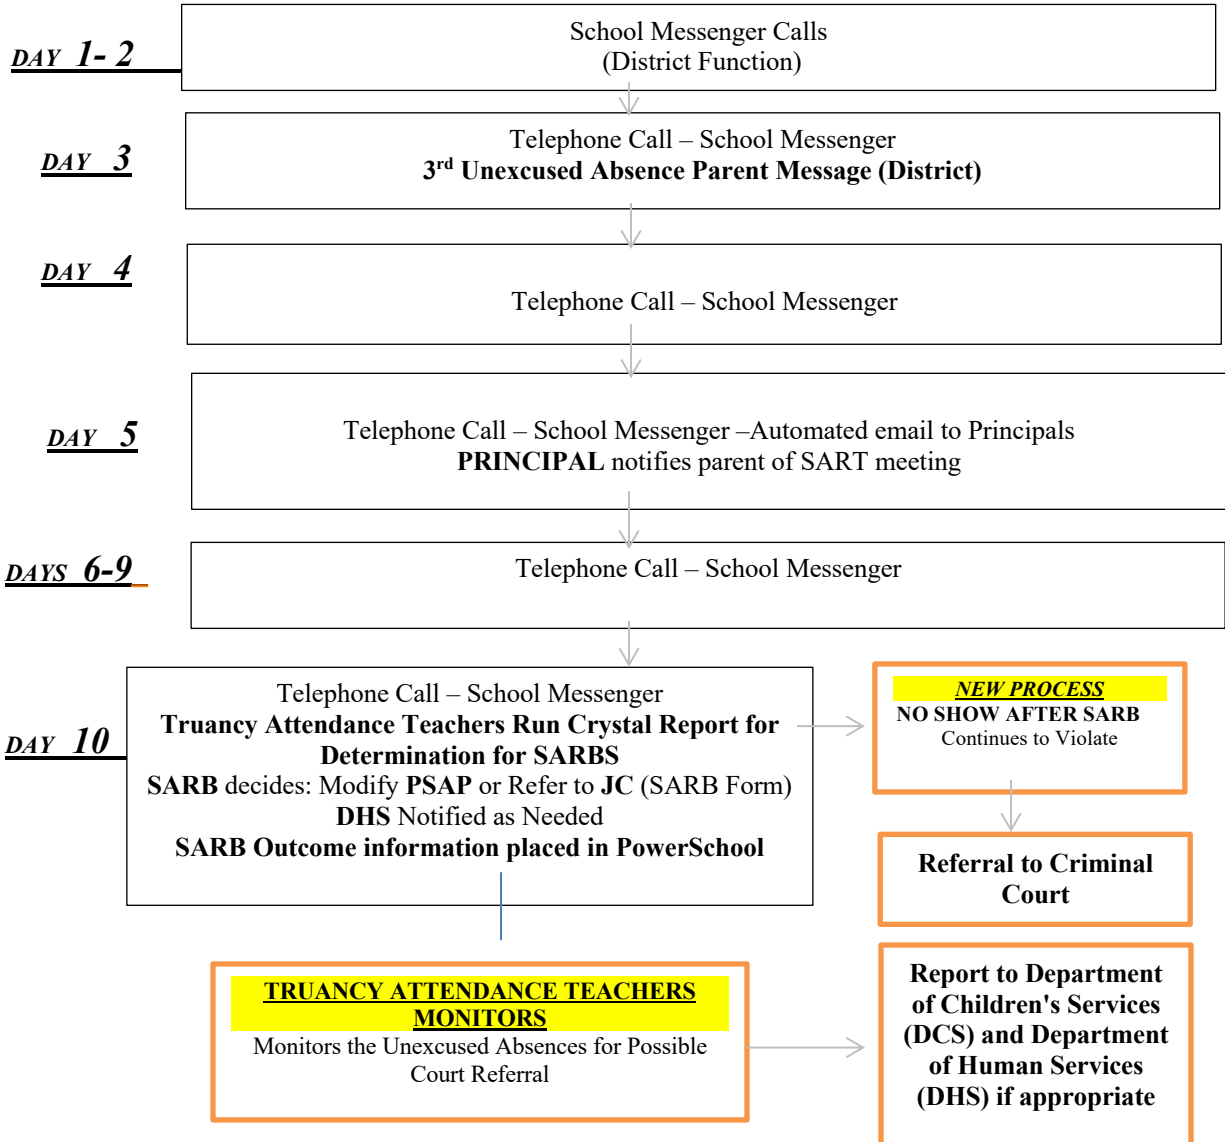 DAY 1- 2
School Messenger Calls
(District Function)
DAY 3
Telephone Call – School Messenger
3rd Unexcused Absence Parent Message (District)
DAY 4
Telephone Call – School Messenger
DAY 5
Telephone Call – School Messenger –Automated email to Principals
PRINCIPAL notifies parent of SART meeting
DAYS 6-9
Telephone Call – School Messenger
DAY 10
Telephone Call – School Messenger
Truancy Attendance Teachers Run Crystal Report for
Determination for SARBS
SARB decides: Modify PSAP or Refer to JC (SARB Form)
DHS Notified as Needed
SARB Outcome information placed in PowerSchool
NEW PROCESS
NO SHOW AFTER SARB
Continues to Violate
Referral to Criminal
Court
TRUANCY ATTENDANCE TEACHERS
MONITORS
Monitors the Unexcused Absences for Possible
Court Referral
Report to Department
of Children's Services
(DCS) and Department
of Human Services
(DHS) if appropriate